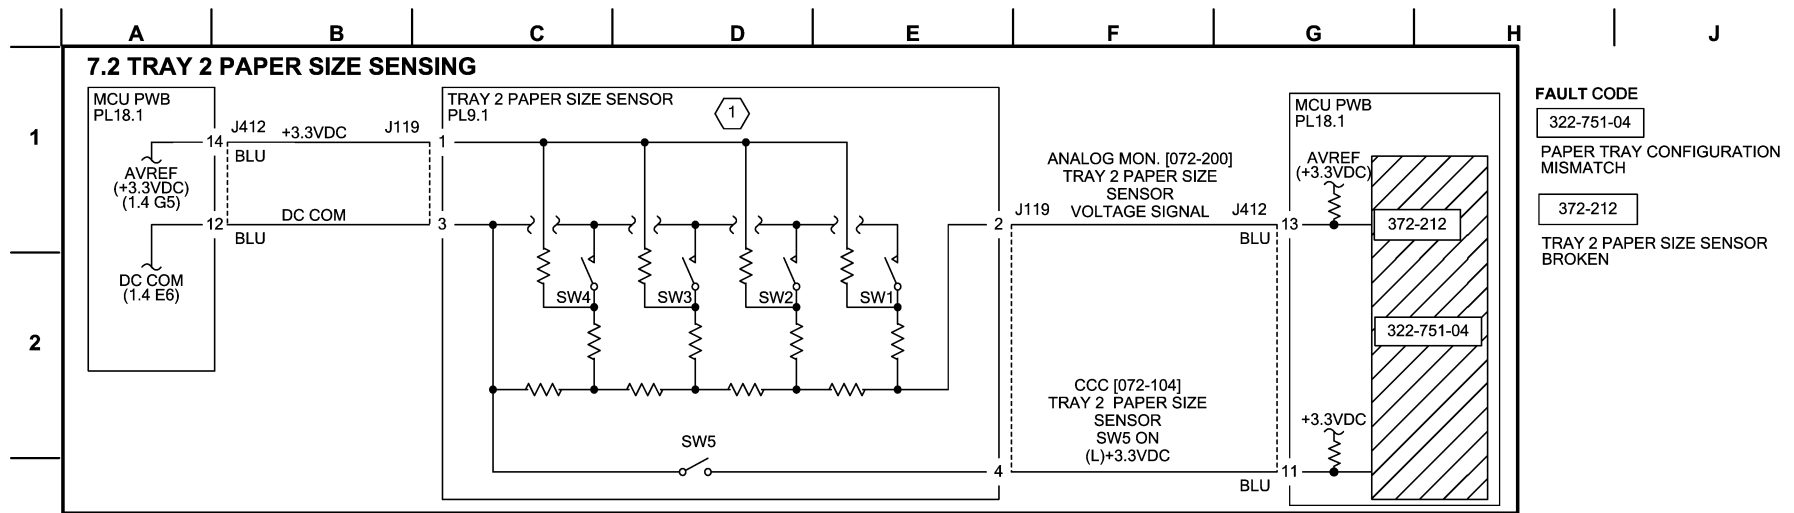 A B C D E F G H J
7.2 TRAY 2 PAPER SIZE SENSING
1
2
MCU PWB
PL18.1
14
AVREF
(+3.3VDC)
(1.4 G5)
12
DC COM
(1.4 E6)
J412
+3.3VDC
J119
BLU
DC COM
BLU
TRAY 2 PAPER SIZE SENSOR
PL9.1
1
1
3
SW4
SW3
SW2
SW1
SW5
2
4
ANALOG MON. [072-200]
TRAY 2 PAPER SIZE
SENSOR
VOLTAGE SIGNAL
J119
J412
BLU
CCC [072-104]
TRAY 2 PAPER SIZE
SENSOR
SW5 ON
(L)+3.3VDC
BLU
MCU PWB
PL18.1
AVREF
(+3.3VDC)
13
372-212
322-751-04
+3.3VDC
11
FAULT CODE
322-751-04
PAPER TRAY CONFIGURATION
MISMATCH
372-212
TRAY 2 PAPER SIZE SENSOR
BROKEN